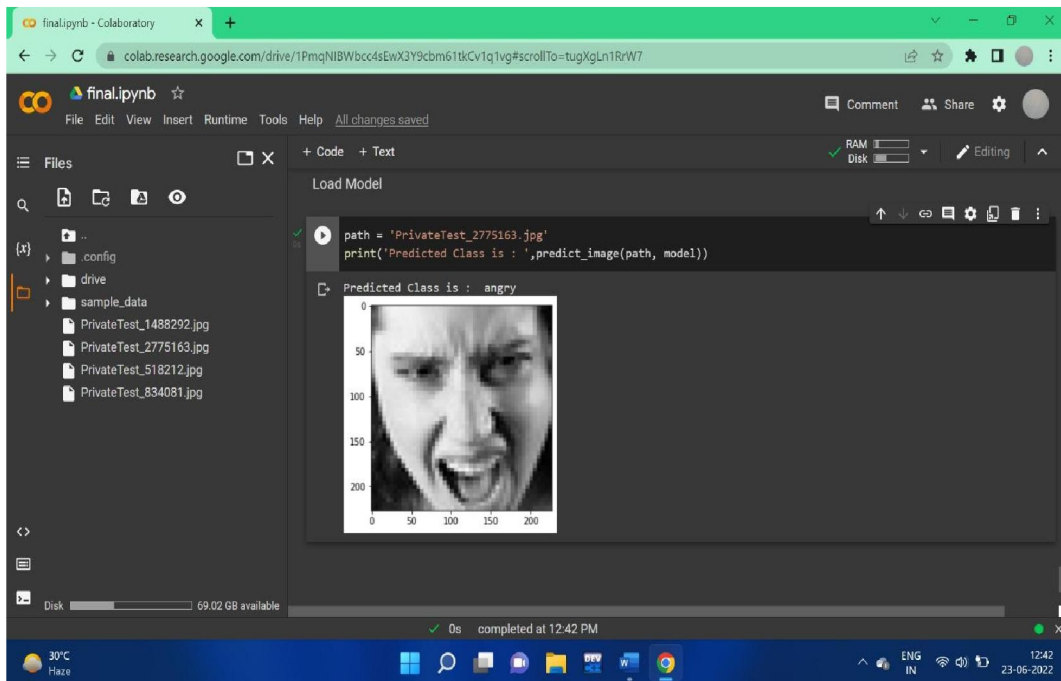 final.ipynb - Colaboratory
colab.research.google.com/drive/1PmqNIBWbcc4sEwX3Y9cbm61tkCv1q1vg#scrollTo=tugXgLn1RrW7
final.ipynb
Comment Share
File Edit View Insert Runtime Tools Help All changes saved
Files
+ Code + Text
RAM
Disk
Editing
Load Model
{x}
..
.config
drive
sample_data
PrivateTest_1488292.jpg
PrivateTest_2775163.jpg
PrivateTest_518212.jpg
PrivateTest_834081.jpg
path = 'PrivateTest_2775163.jpg'
print('Predicted Class is : ',predict_image(path, model))
0s
Predicted Class is : angry
0
50
100
150
200
0 50 100 150 200
Disk 69.02 GB available
0s completed at 12:42 PM
30°C
Haze
DEV
W
ENG
IN
12:42
23-06-2022